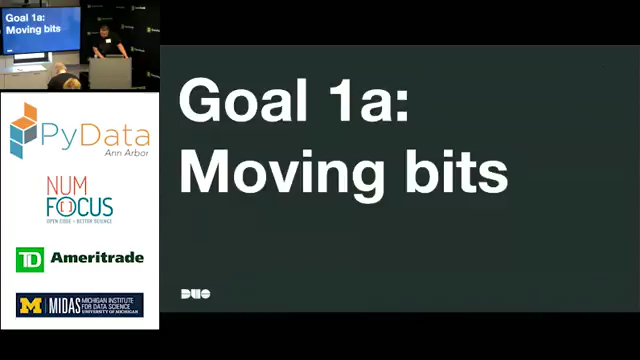 Goal 1a:
Moving bits
PyData
Ann Arbor
NUM
FOCUS
OPEN CODE = BETTER SCIENCE
TD Ameritrade
M MIDAS MICHIGAN INSTITUTE
FOR DATA SCIENCE
UNIVERSITY OF MICHIGAN
Goal 1a:
Moving bits
DUO